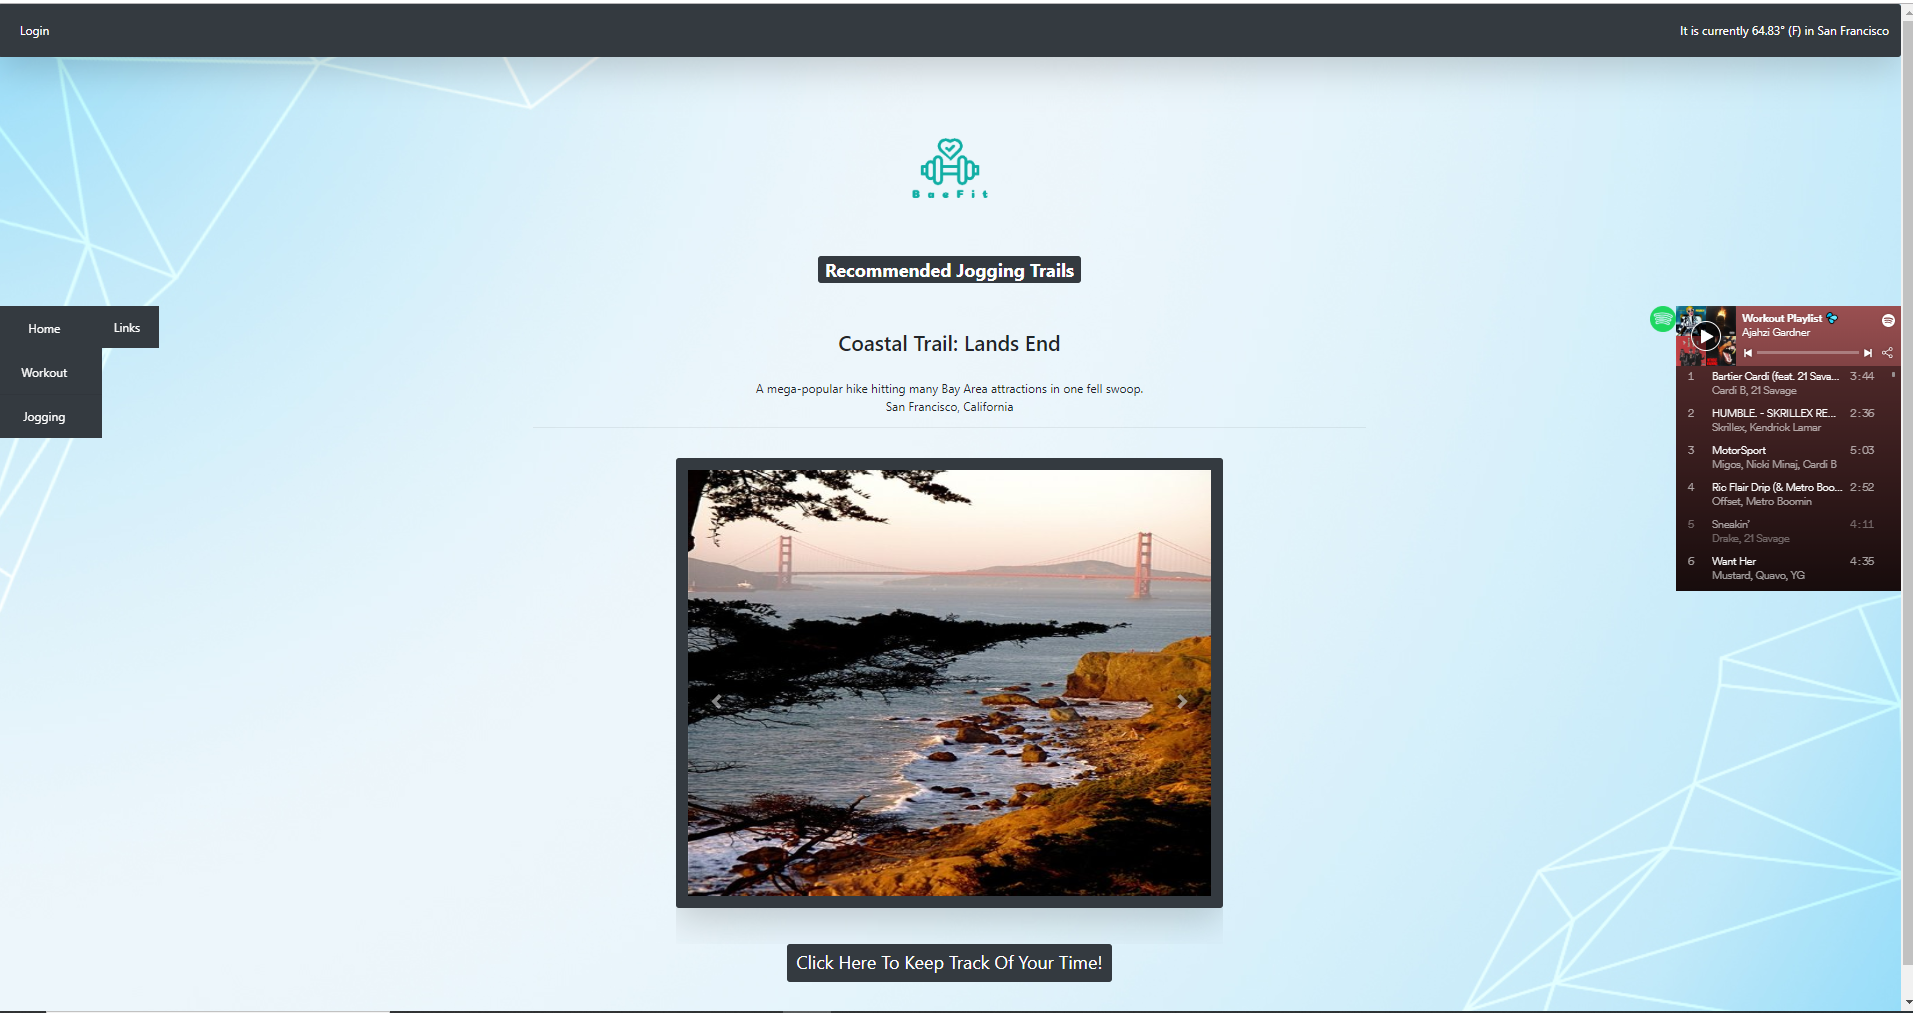 Login
It is currently 64.83° (F) in San Francisco
BaeFit
Recommended Jogging Trails
Home
Links
Workout
Jogging
Coastal Trail: Lands End
A mega-popular hike hitting many Bay Area attractions in one fell swoop.
San Francisco, California
Workout Playlist
Ajahzi Gardner
1 Bartier Cardi (feat. 21 Sava... 3:44
Cardi B, 21 Savage
2 HUMBLE. - SKRILLEX RE... 2:36
Skrillex, Kendrick Lamar
3 MotorSport 5:03
Migos, Nicki Minaj, Cardi B
4 Ric Flair Drip (& Metro Boo... 2:52
Offset, Metro Boomin
5 Sneakin' 4:11
Drake, 21 Savage
6 Want Her 4:35
Mustard, Quavo, YG
Click Here To Keep Track Of Your Time!